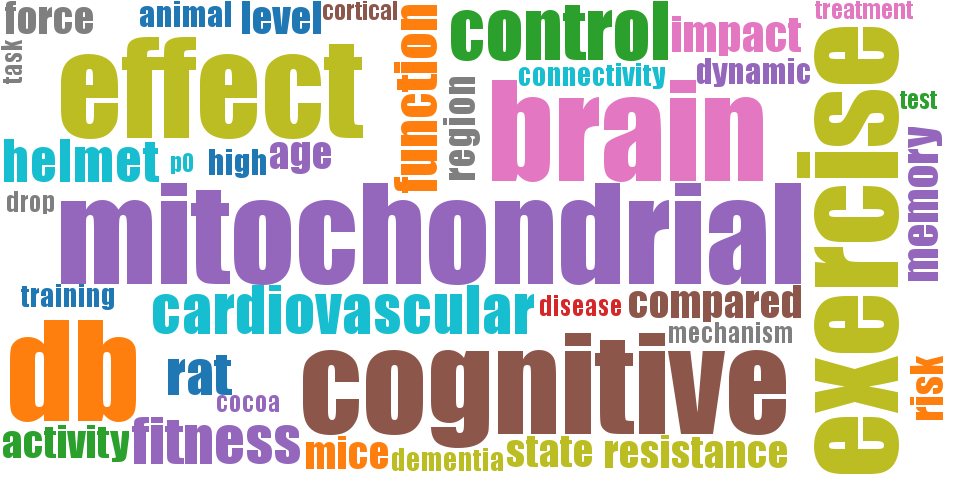 force
animal
level
cortical
treatment
task
effect
function
control
impact
connectivity
dynamic
exercise
test
region
brain
helmet
p0
high
age
memory
drop
mitochondrial
training
cardiovascular
disease
compared
mechanism
db
rat
cocoa
cognitive
risk
activity
fitness
mice
dementia
state
resistance